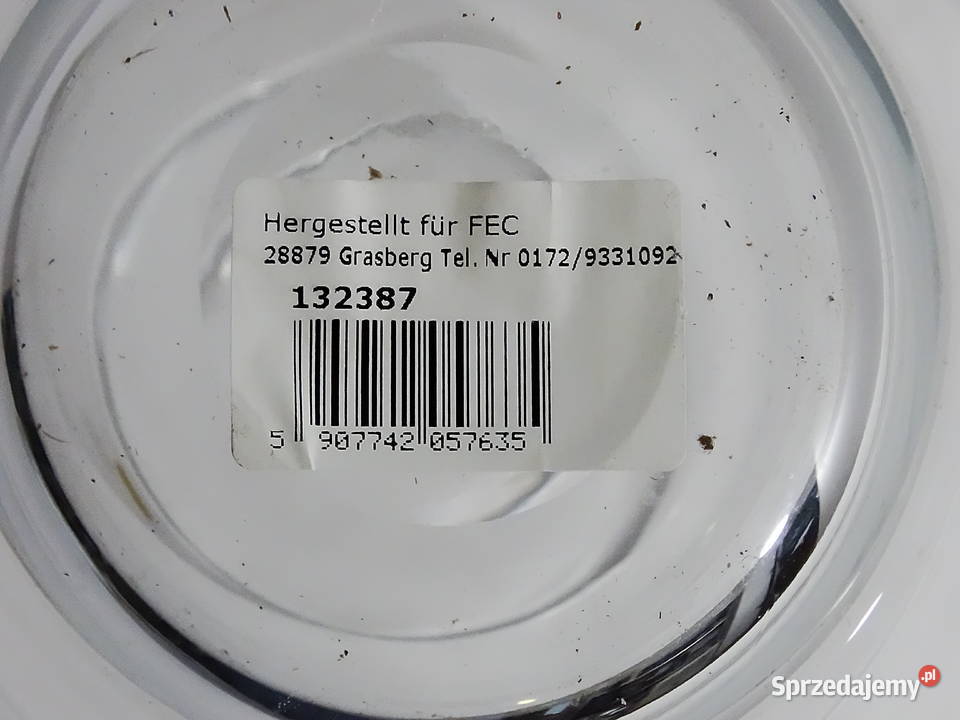 Hergestellt für FEC
28879 Grasberg Tel. Nr 0172/9331092
132387
5 907742 057635
Sprzedajemy.pl